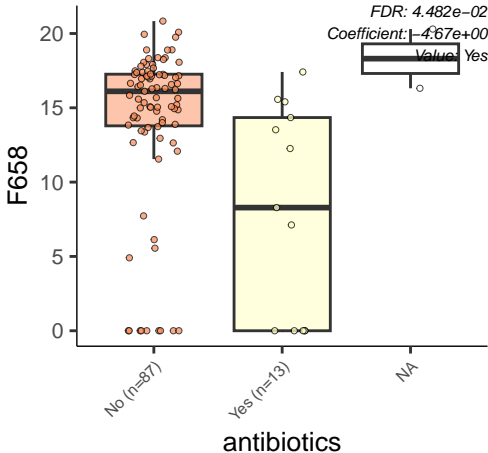 FDR: 4.482e−02
Coefficient: −4.67e+00
Value: Yes
F658
20
15
10
5
0
No (n=87)
Yes (n=13)
NA
antibiotics